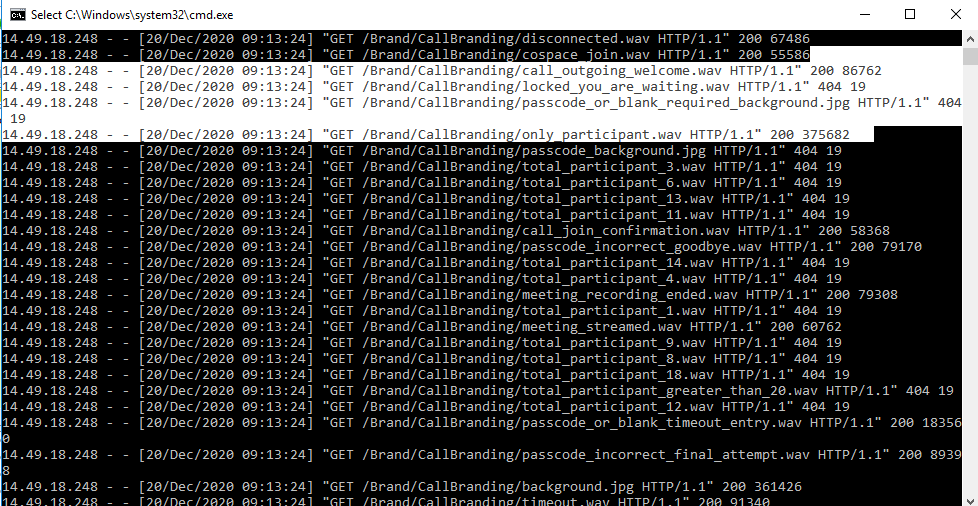 Select C:\Windows\system32\cmd.exe
14.49.18.248 - - [20/Dec/2020 09:13:24] "GET /Brand/CallBranding/disconnected.wav HTTP/1.1" 200 67486
14.49.18.248 - - [20/Dec/2020 09:13:24] "GET /Brand/CallBranding/cospace_join.wav HTTP/1.1" 200 55586
14.49.18.248 - - [20/Dec/2020 09:13:24] "GET /Brand/CallBranding/call_outgoing_welcome.wav HTTP/1.1" 200 86762
14.49.18.248 - - [20/Dec/2020 09:13:24] "GET /Brand/CallBranding/locked_you_are_waiting.wav HTTP/1.1" 404 19
14.49.18.248 - - [20/Dec/2020 09:13:24] "GET /Brand/CallBranding/passcode_or_blank_required_background.jpg HTTP/1.1" 404
19
14.49.18.248 - - [20/Dec/2020 09:13:24] "GET /Brand/CallBranding/only_participant.wav HTTP/1.1" 200 375682
14.49.18.248 - - [20/Dec/2020 09:13:24] "GET /Brand/CallBranding/passcode_background.jpg HTTP/1.1" 404 19
14.49.18.248 - - [20/Dec/2020 09:13:24] "GET /Brand/CallBranding/total_participant_3.wav HTTP/1.1" 404 19
14.49.18.248 - - [20/Dec/2020 09:13:24] "GET /Brand/CallBranding/total_participant_6.wav HTTP/1.1" 404 19
14.49.18.248 - - [20/Dec/2020 09:13:24] "GET /Brand/CallBranding/total_participant_13.wav HTTP/1.1" 404 19
14.49.18.248 - - [20/Dec/2020 09:13:24] "GET /Brand/CallBranding/total_participant_11.wav HTTP/1.1" 404 19
14.49.18.248 - - [20/Dec/2020 09:13:24] "GET /Brand/CallBranding/call_join_confirmation.wav HTTP/1.1" 200 58368
14.49.18.248 - - [20/Dec/2020 09:13:24] "GET /Brand/CallBranding/passcode_incorrect_goodbye.wav HTTP/1.1" 200 79170
14.49.18.248 - - [20/Dec/2020 09:13:24] "GET /Brand/CallBranding/total_participant_14.wav HTTP/1.1" 404 19
14.49.18.248 - - [20/Dec/2020 09:13:24] "GET /Brand/CallBranding/total_participant_4.wav HTTP/1.1" 404 19
14.49.18.248 - - [20/Dec/2020 09:13:24] "GET /Brand/CallBranding/meeting_recording_ended.wav HTTP/1.1" 200 79308
14.49.18.248 - - [20/Dec/2020 09:13:24] "GET /Brand/CallBranding/total_participant_1.wav HTTP/1.1" 404 19
14.49.18.248 - - [20/Dec/2020 09:13:24] "GET /Brand/CallBranding/meeting_streamed.wav HTTP/1.1" 200 60762
14.49.18.248 - - [20/Dec/2020 09:13:24] "GET /Brand/CallBranding/total_participant_9.wav HTTP/1.1" 404 19
14.49.18.248 - - [20/Dec/2020 09:13:24] "GET /Brand/CallBranding/total_participant_8.wav HTTP/1.1" 404 19
14.49.18.248 - - [20/Dec/2020 09:13:24] "GET /Brand/CallBranding/total_participant_18.wav HTTP/1.1" 404 19
14.49.18.248 - - [20/Dec/2020 09:13:24] "GET /Brand/CallBranding/total_participant_greater_than_20.wav HTTP/1.1" 404 19
14.49.18.248 - - [20/Dec/2020 09:13:24] "GET /Brand/CallBranding/total_participant_12.wav HTTP/1.1" 404 19
14.49.18.248 - - [20/Dec/2020 09:13:24] "GET /Brand/CallBranding/passcode_or_blank_timeout_entry.wav HTTP/1.1" 200 18356
0
14.49.18.248 - - [20/Dec/2020 09:13:24] "GET /Brand/CallBranding/passcode_incorrect_final_attempt.wav HTTP/1.1" 200 8939
8
14.49.18.248 - - [20/Dec/2020 09:13:24] "GET /Brand/CallBranding/background.jpg HTTP/1.1" 200 361426
14.49.18.248 - - [20/Dec/2020 09:13:24] "GET /Brand/CallBranding/timeout.wav HTTP/1.1" 200 91340